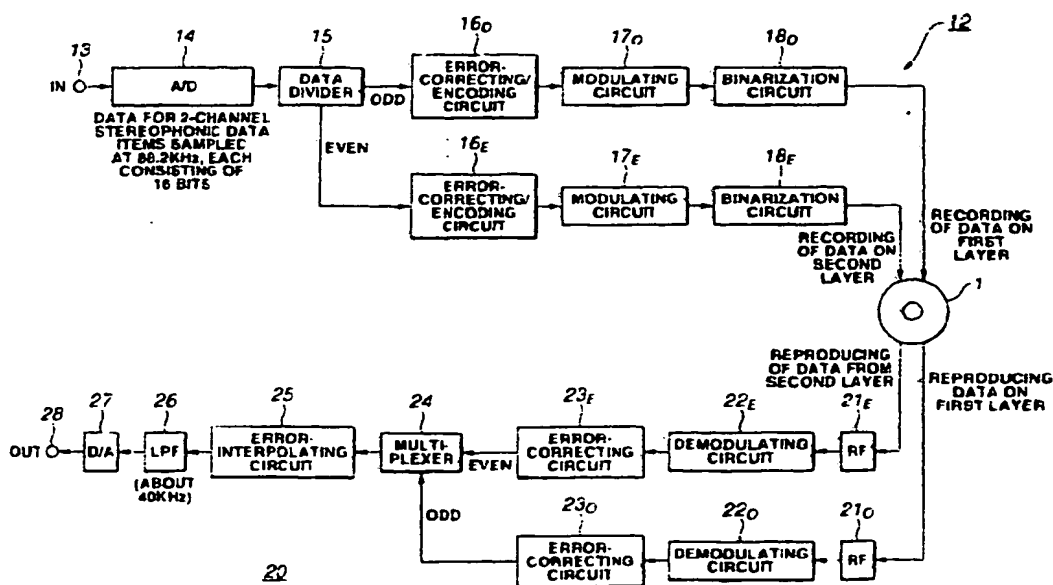 12
13
IN
14
A/D
DATA FOR 2-CHANNEL
STEREOPHONIC DATA
ITEMS SAMPLED
AT 88.2KHz, EACH
CONSISTING OF
16 BITS
15
DATA
DIVIDER
ODD
EVEN
16O
ERROR-
CORRECTING/
ENCODING
CIRCUIT
17O
MODULATING
CIRCUIT
18O
BINARIZATION
CIRCUIT
16E
ERROR-
CORRECTING/
ENCODING
CIRCUIT
17E
MODULATING
CIRCUIT
18E
BINARIZATION
CIRCUIT
RECORDING
OF DATA ON
SECOND
LAYER
RECORDING
OF DATA ON
FIRST
LAYER
1
REPRODUCING
OF DATA FROM
SECOND LAYER
REPRODUCING
DATA ON
FIRST LAYER
28
OUT
27
D/A
26
LPF
(ABOUT
40KHz)
25
ERROR-
INTERPOLATING
CIRCUIT
24
MULTI-
PLEXER
EVEN
ODD
23E
ERROR-
CORRECTING
CIRCUIT
22E
DEMODULATING
CIRCUIT
21E
RF
23O
ERROR-
CORRECTING
CIRCUIT
22O
DEMODULATING
CIRCUIT
21O
RF
20